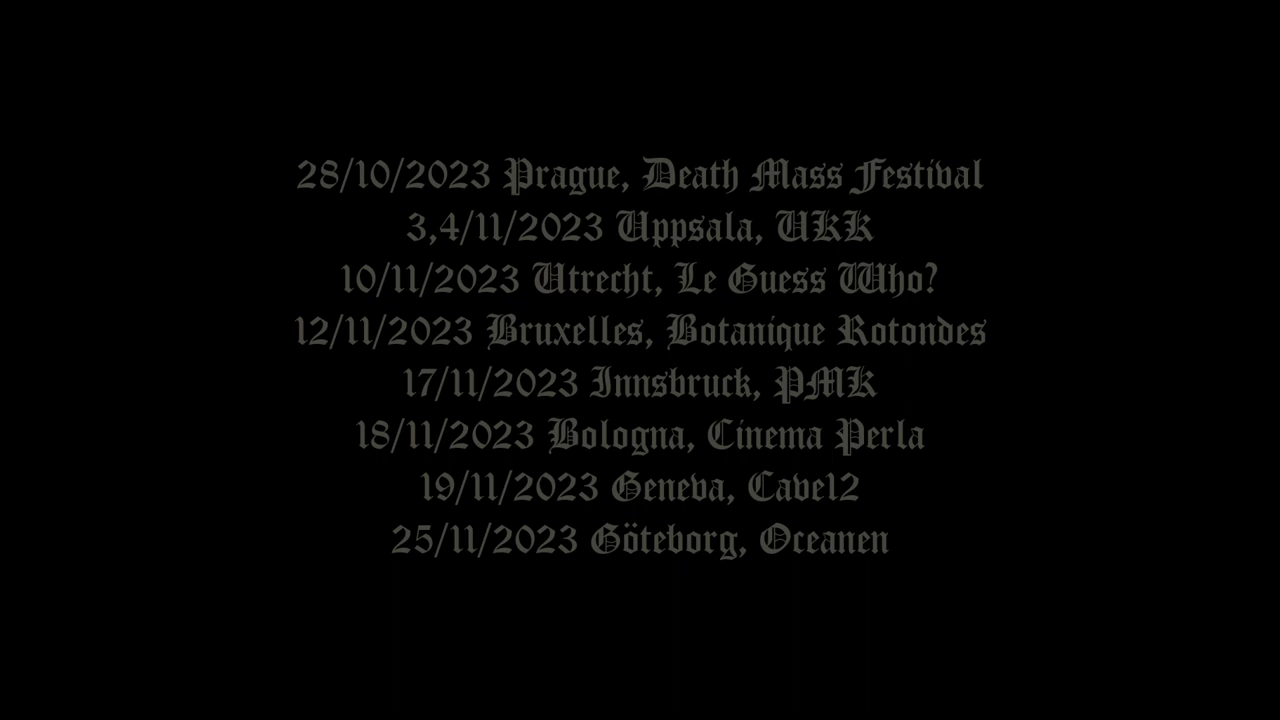 28/10/2023 Prague, Death Mass Festival
3,4/11/2023 Uppsala, UKK
10/11/2023 Utrecht, Le Guess Who?
12/11/2023 Bruxelles, Botanique Rotondes
17/11/2023 Innsbruck, PMK
18/11/2023 Bologna, Cinema Perla
19/11/2023 Geneva, Cave12
25/11/2023 Göteborg, Oceanen